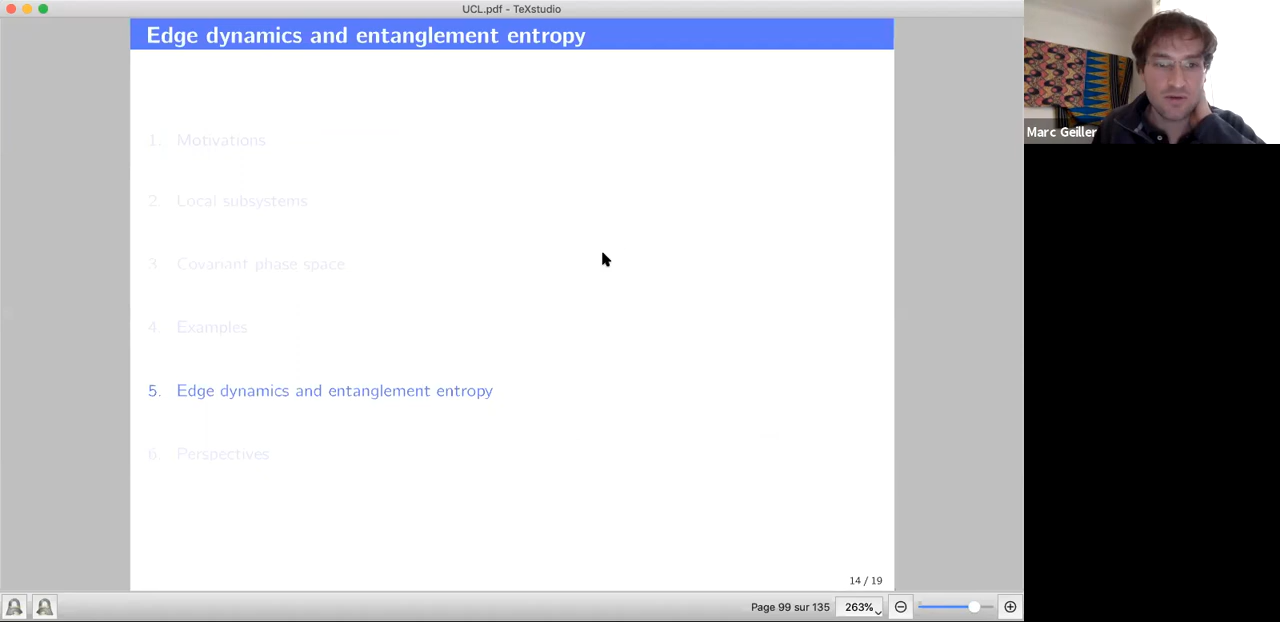 UCL.pdf - TeXstudio
Edge dynamics and entanglement entropy
1. Motivations
2. Local subsystems
3. Covariant phase space
4. Examples
5. Edge dynamics and entanglement entropy
6. Perspectives
14 / 19
Page 99 sur 135
263%
Marc Geiller